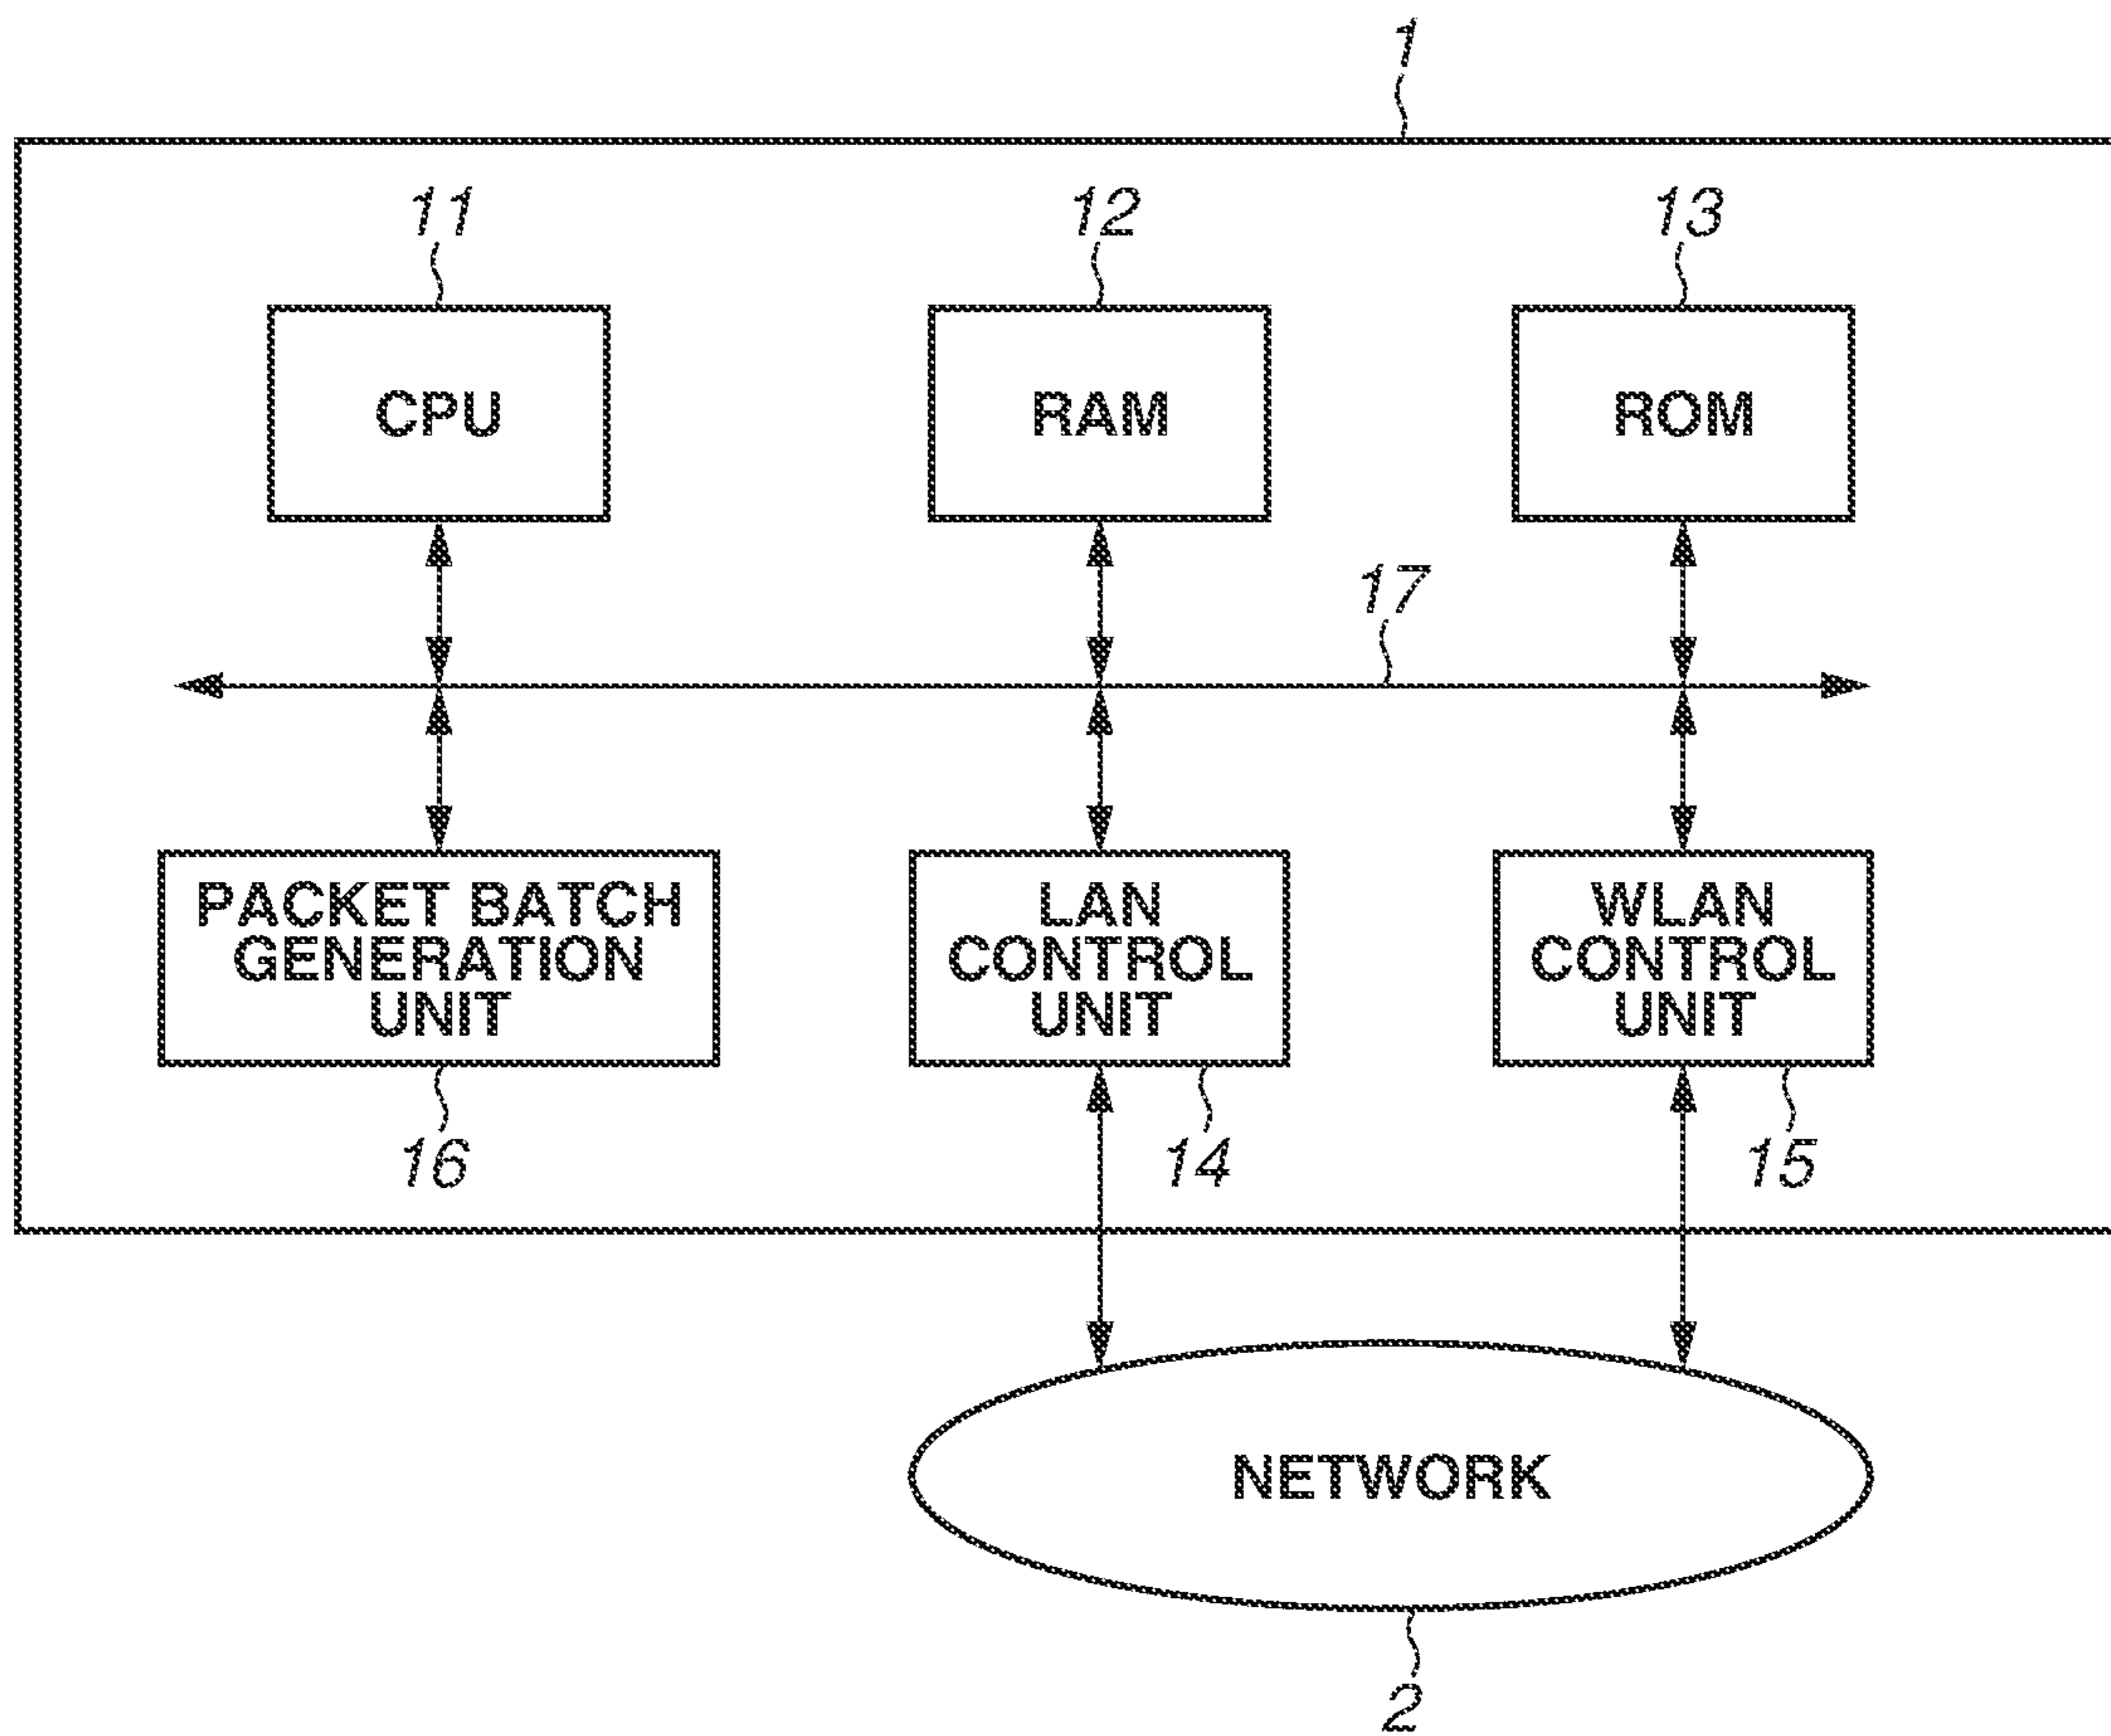 1
11
12
13
CPU
RAM
ROM
17
PACKET BATCH
GENERATION
UNIT
LAN
CONTROL
UNIT
WLAN
CONTROL
UNIT
16
14
15
NETWORK
2